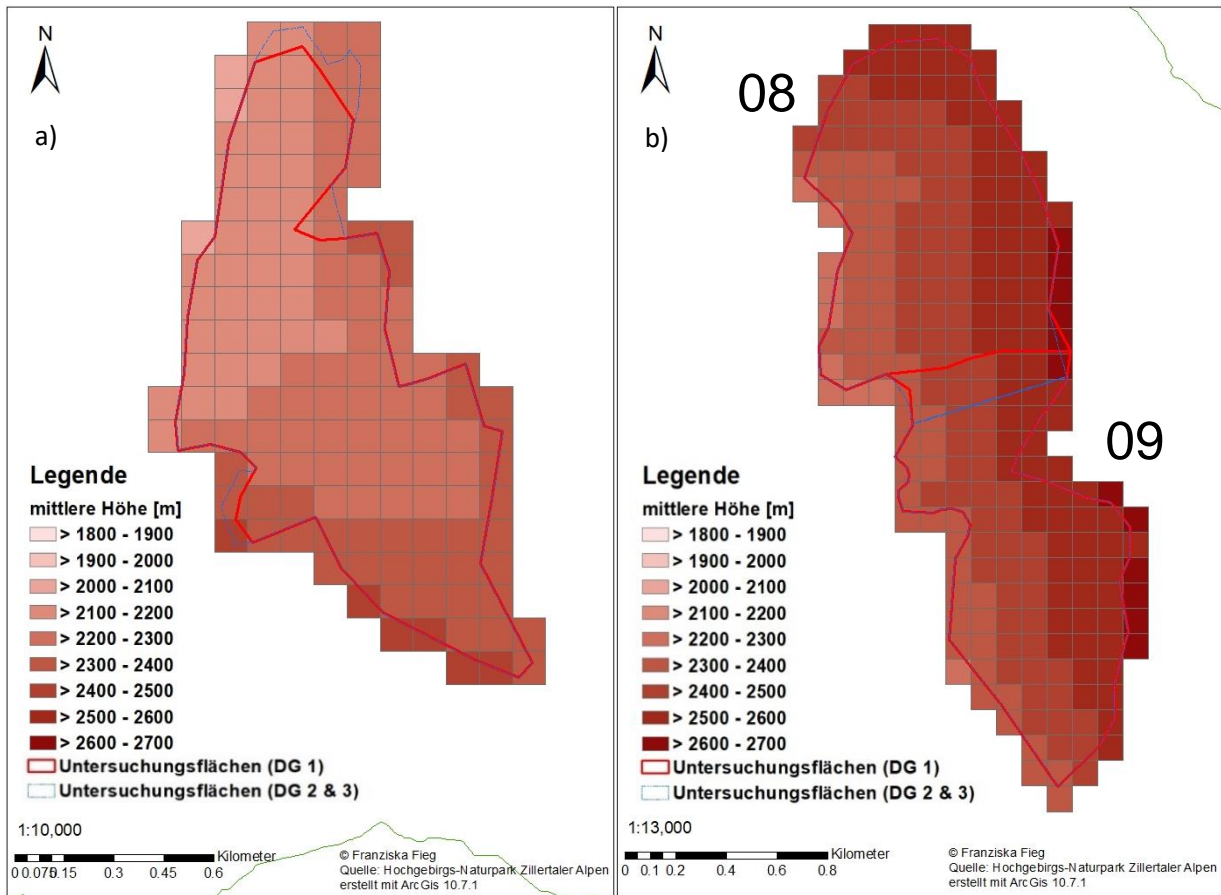 N
a)
Legende
mittlere Höhe [m]
> 1800 - 1900
> 1900 - 2000
> 2000 - 2100
> 2100 - 2200
> 2200 - 2300
> 2300 - 2400
> 2400 - 2500
> 2500 - 2600
> 2600 - 2700
Untersuchungsflächen (DG 1)
Untersuchungsflächen (DG 2 & 3)
1:10,000
Kilometer
0 0.075 0.15 0.3 0.45 0.6
© Franziska Fieg
Quelle: Hochgebirgs-Naturpark Zillertaler Alpen
erstellt mit ArcGis 10.7.1
N
b)
08
09
Legende
mittlere Höhe [m]
> 1800 - 1900
> 1900 - 2000
> 2000 - 2100
> 2100 - 2200
> 2200 - 2300
> 2300 - 2400
> 2400 - 2500
> 2500 - 2600
> 2600 - 2700
Untersuchungsflächen (DG 1)
Untersuchungsflächen (DG 2 & 3)
1:13,000
Kilometer
0 0.1 0.2 0.4 0.6 0.8
© Franziska Fieg
Quelle: Hochgebirgs-Naturpark Zillertaler Alpen
erstellt mit ArcGis 10.7.1